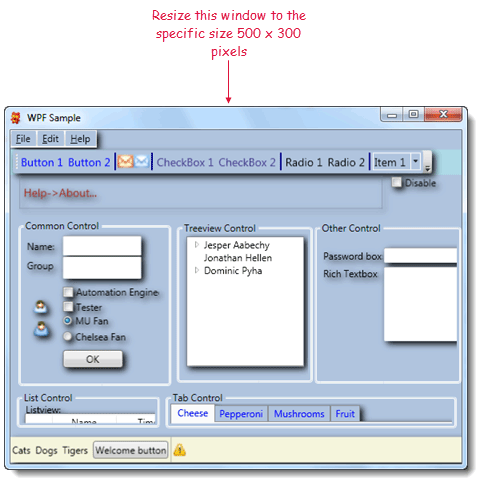 Resize this window to the
specific size 500 x 300
pixels
WPF Sample
File Edit Help
Button 1 Button 2 CheckBox 1 CheckBox 2 Radio 1 Radio 2 Item 1
Help->About... Disable
Common Control
Name:
Group
Automation Engine
Tester
MU Fan
Chelsea Fan
OK
Treeview Control
Jesper Aabechy
Jonathan Hellen
Dominic Pyha
Other Control
Password box
Rich Textbox
List Control
Listview:
Name Tim
Tab Control
Cheese Pepperoni Mushrooms Fruit
Cats Dogs Tigers Welcome button